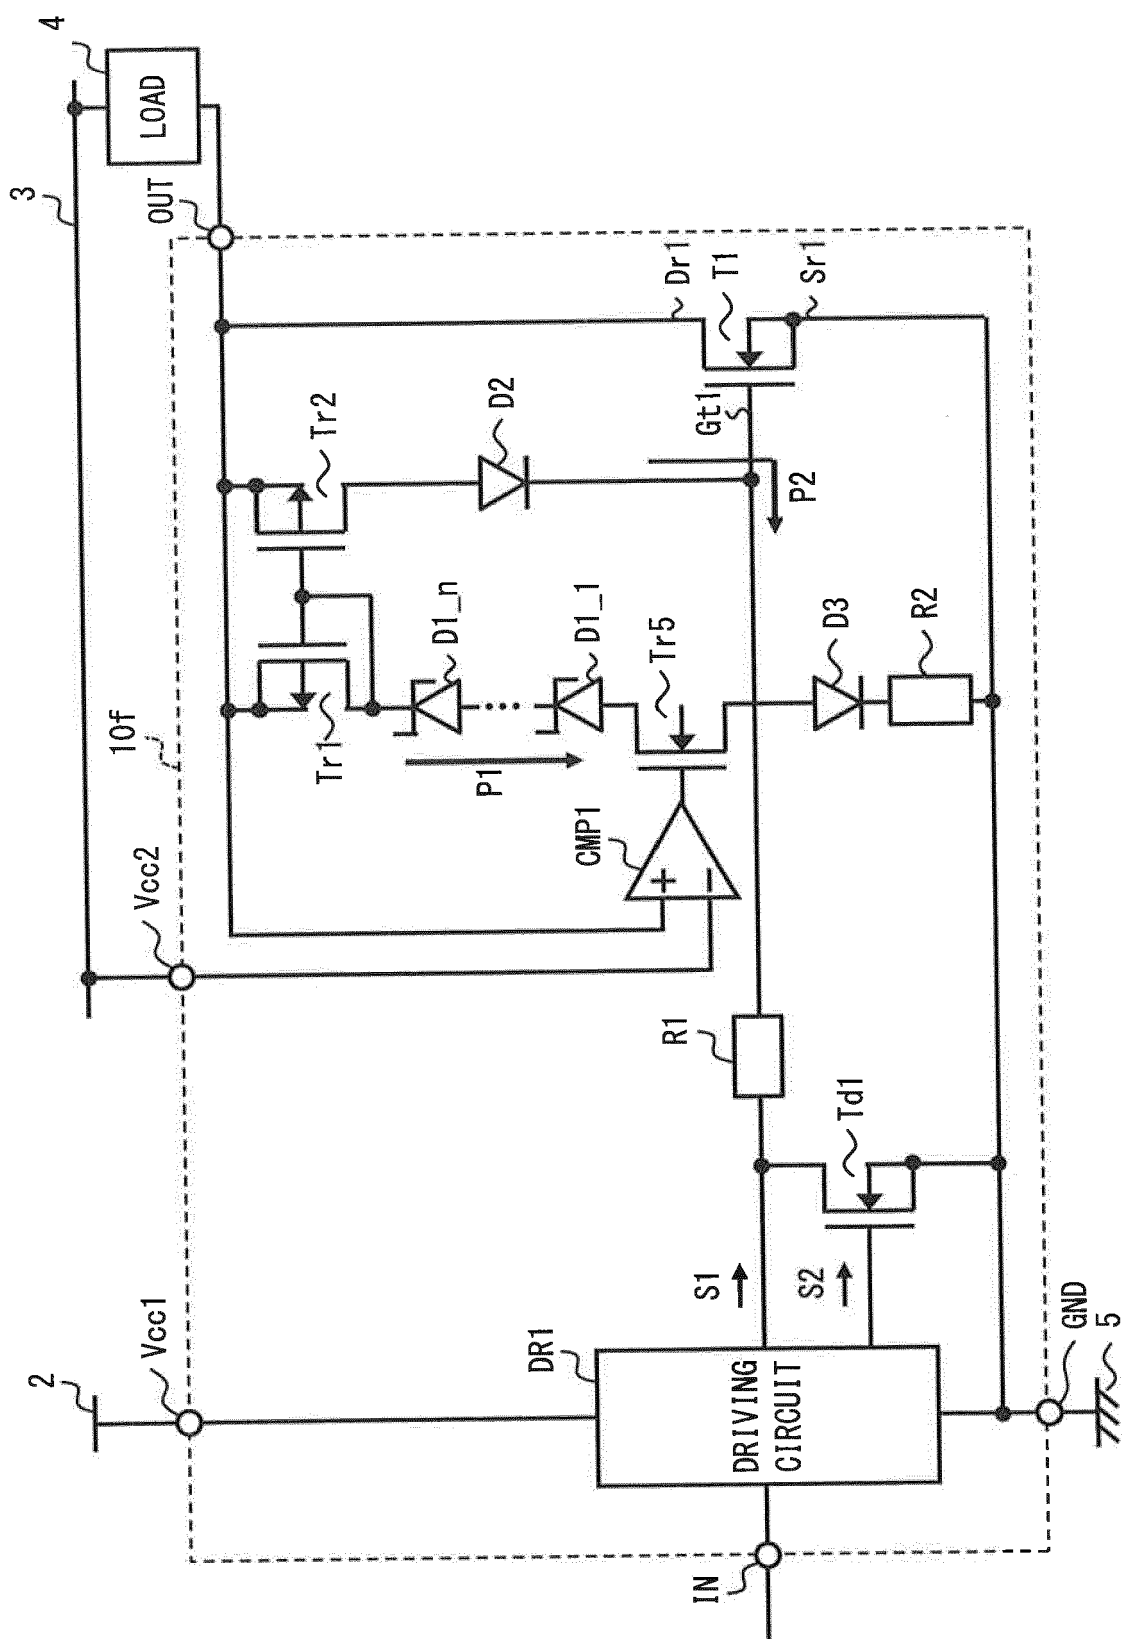 4
LOAD
3
OUT
10f
Vcc2
Vcc1
2
Tr2
Tr1
D2
Dr1
T1
Sr1
Gt1
P2
D1_n
D1_1
P1
Tr5
CMP1
+
−
D3
R2
R1
Td1
S1
S2
DR1
DRIVING
CIRCUIT
IN
GND
5